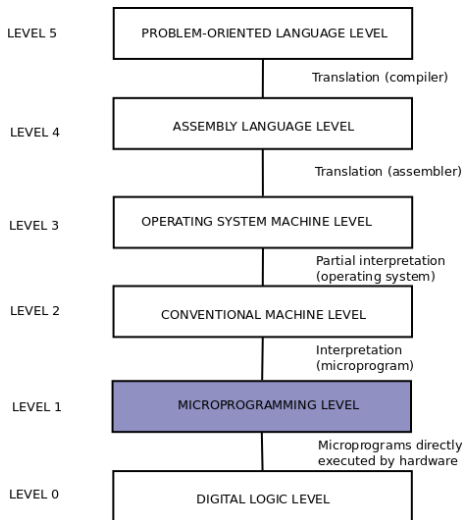 LEVEL 5
PROBLEM-ORIENTED LANGUAGE LEVEL
Translation (compiler)
LEVEL 4
ASSEMBLY LANGUAGE LEVEL
Translation (assembler)
LEVEL 3
OPERATING SYSTEM MACHINE LEVEL
Partial interpretation
(operating system)
LEVEL 2
CONVENTIONAL MACHINE LEVEL
Interpretation
(microprogram)
LEVEL 1
MICROPROGRAMMING LEVEL
Microprograms directly
executed by hardware
LEVEL 0
DIGITAL LOGIC LEVEL